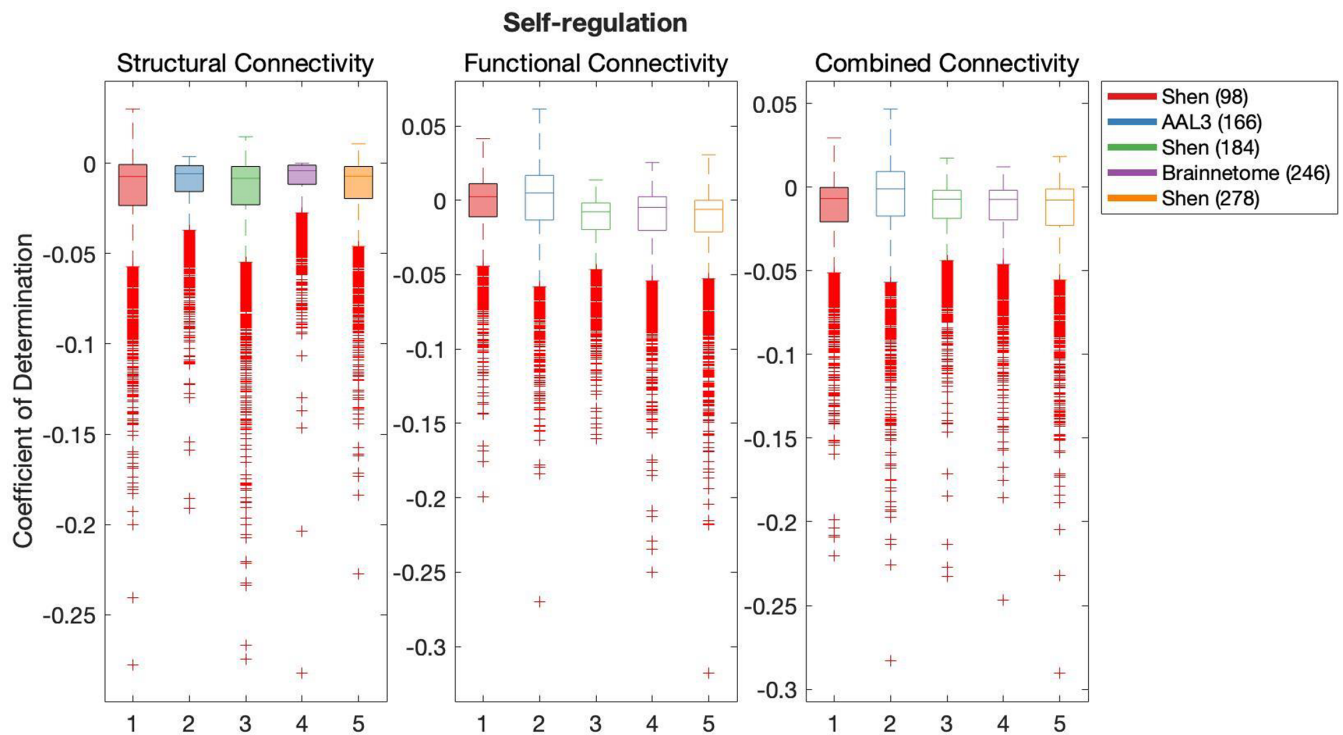 Self-regulation
Structural Connectivity
Functional Connectivity
Combined Connectivity
Coefficient of Determination
0
-0.05
-0.1
-0.15
-0.2
-0.25
1 2 3 4 5
0.05
0
-0.05
-0.1
-0.15
-0.2
-0.25
-0.3
1 2 3 4 5
0.05
0
-0.05
-0.1
-0.15
-0.2
-0.25
-0.3
1 2 3 4 5
Shen (98)
AAL3 (166)
Shen (184)
Brainnetome (246)
Shen (278)